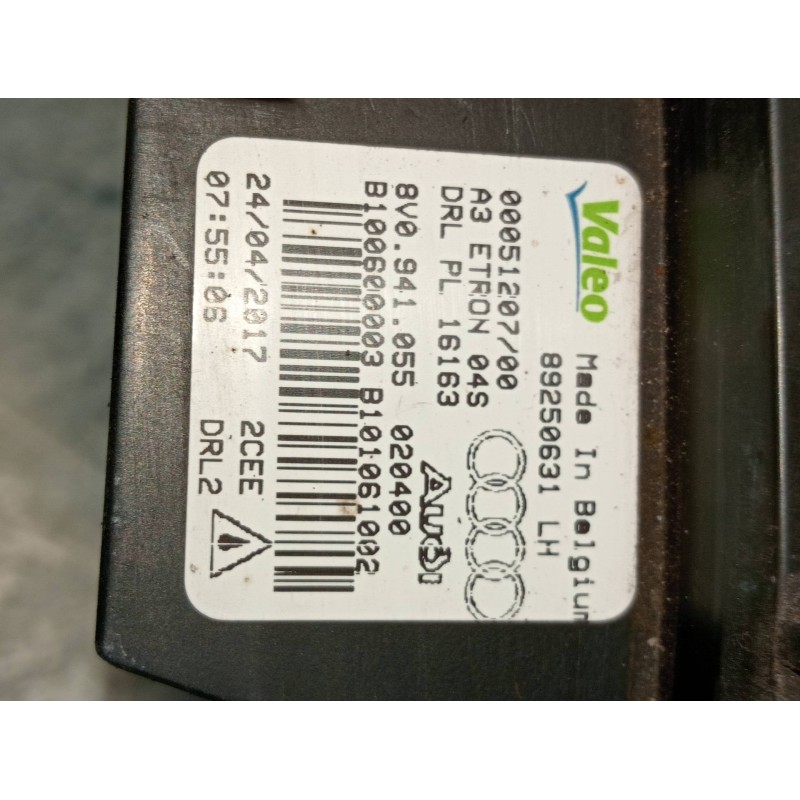 Valeo
Made In Belgium
89250631 LH
00051207/00
A3 ETRON 04S
DRL PL 16163
Audi
8V0.941.055 020400
B100600003 B101061002
24/04/2017 2CEE
07:55:06 DRL2